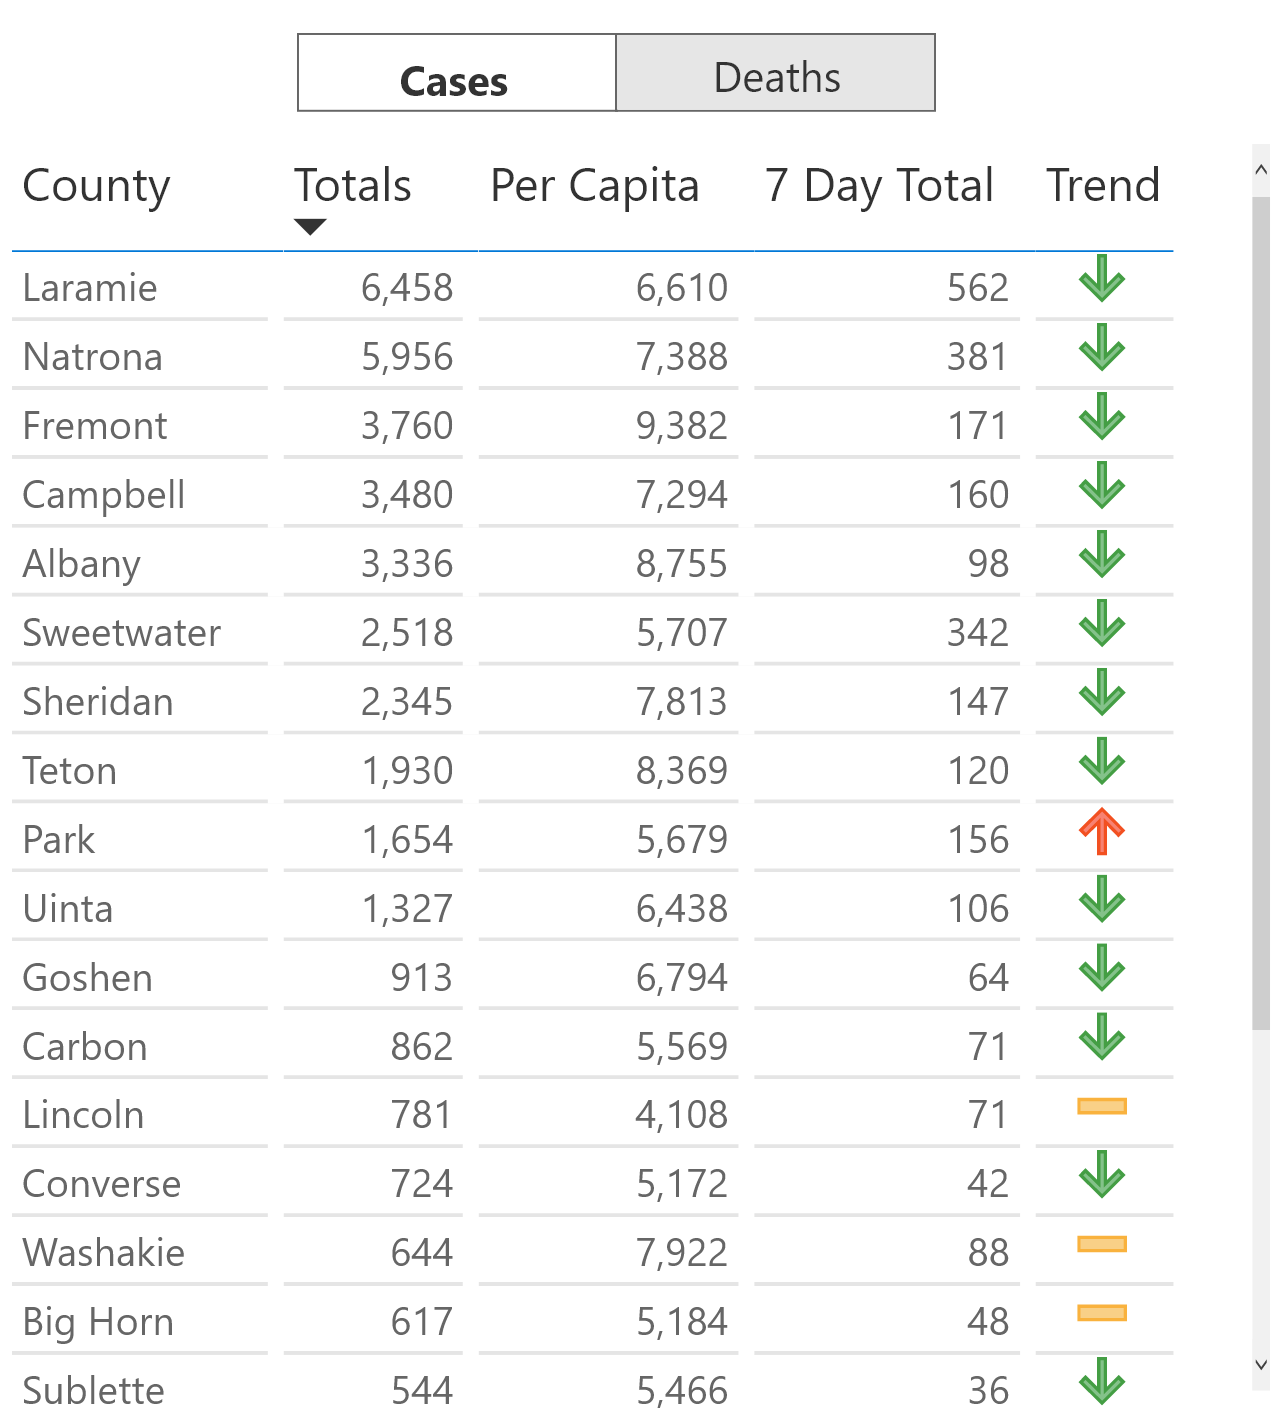 Cases Deaths
County Totals Per Capita 7 Day Total Trend
Laramie 6,458 6,610 562
Natrona 5,956 7,388 381
Fremont 3,760 9,382 171
Campbell 3,480 7,294 160
Albany 3,336 8,755 98
Sweetwater 2,518 5,707 342
Sheridan 2,345 7,813 147
Teton 1,930 8,369 120
Park 1,654 5,679 156
Uinta 1,327 6,438 106
Goshen 913 6,794 64
Carbon 862 5,569 71
Lincoln 781 4,108 71
Converse 724 5,172 42
Washakie 644 7,922 88
Big Horn 617 5,184 48
Sublette 544 5,466 36